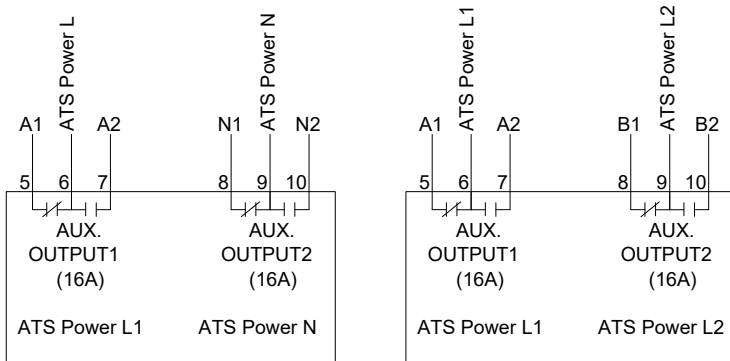 ATS Power L
ATS Power N
ATS Power L1
ATS Power L2
A1 A2 N1 N2 A1 A2 B1 B2
5 6 7 8 9 10 5 6 7 8 9 10
AUX. AUX. AUX. AUX.
OUTPUT1 OUTPUT2 OUTPUT1 OUTPUT2
(16A) (16A) (16A) (16A)
ATS Power L1 ATS Power N ATS Power L1 ATS Power L2